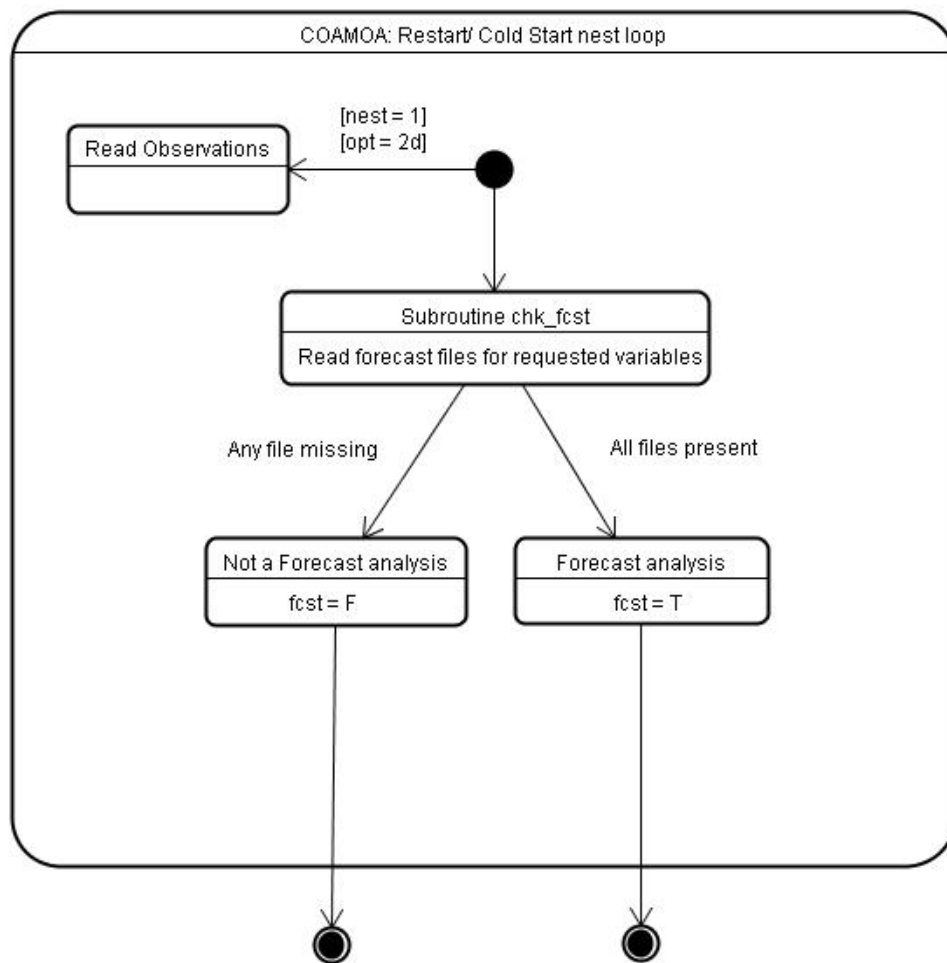 COAMOA: Restart/ Cold Start nest loop
[nest = 1]
[opt = 2d]
Read Observations
Subroutine chk_fcst
Read forecast files for requested variables
Any file missing
All files present
Not a Forecast analysis
fcst = F
Forecast analysis
fcst = T